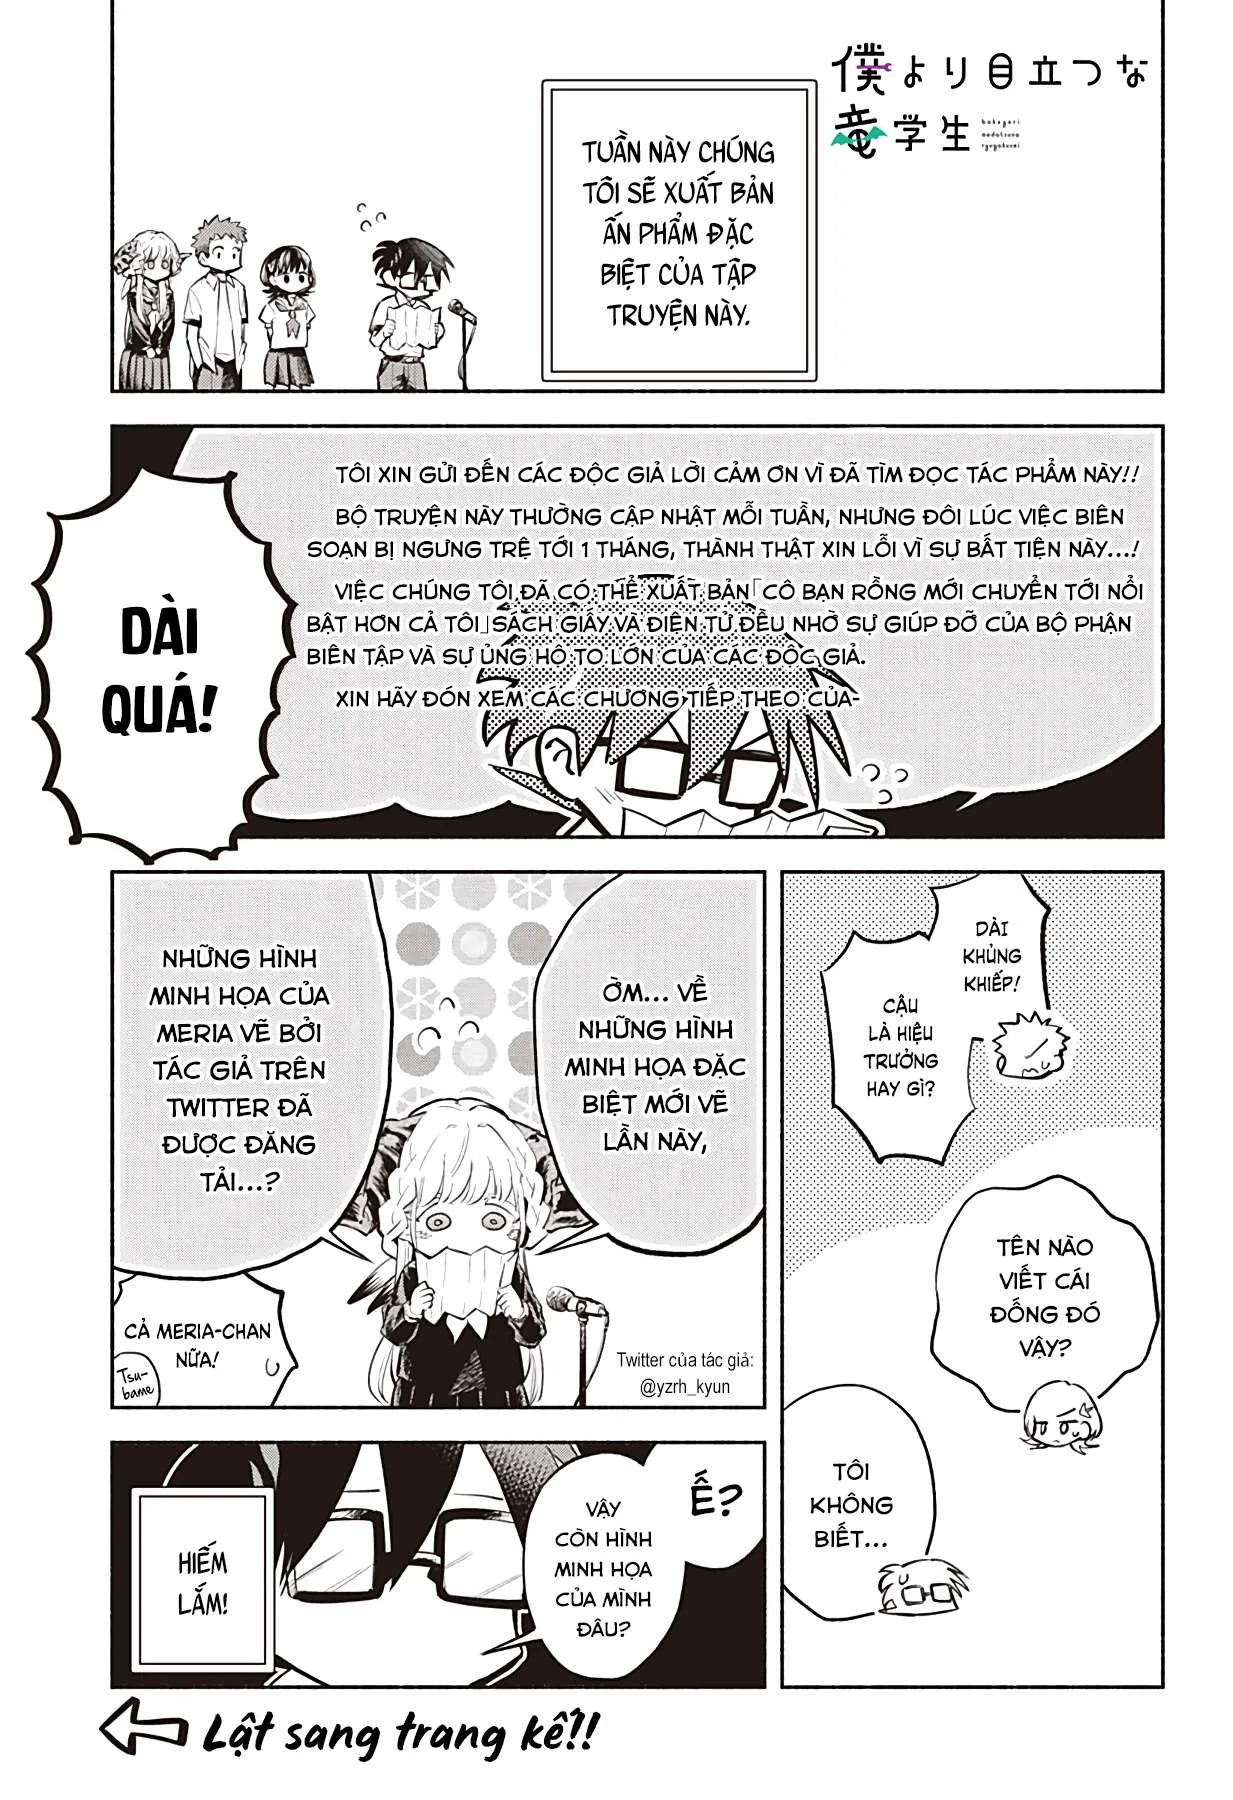 僕より目立つな
竜学生
bokuyori
medatsuna
ryugakusei
TUẦN NÀY CHÚNG
TÔI SẼ XUẤT BẢN
ẤN PHẨM ĐẶC
BIỆT CỦA TẬP
TRUYỆN NÀY.
TÔI XIN GỬI ĐẾN CÁC ĐỘC GIẢ LỜI CẢM ƠN VÌ ĐÃ TÌM ĐỌC TÁC PHẨM NÀY!!
BỘ TRUYỆN NÀY THƯỜNG CẬP NHẬT MỖI TUẦN, NHƯNG ĐÔI LÚC VIỆC BIÊN
SOẠN BỊ NGƯNG TRỆ TỚI 1 THÁNG, THÀNH THẬT XIN LỖI VÌ SỰ BẤT TIỆN NÀY...!
VIỆC CHÚNG TÔI ĐÃ CÓ THỂ XUẤT BẢN「CÔ BẠN RỒNG MỚI CHUYỂN TỚI NỔI
BẬT HƠN CẢ TÔI」SÁCH GIẤY VÀ ĐIỆN TỬ ĐỀU NHỜ SỰ GIÚP ĐỠ CỦA BỘ PHẬN
BIÊN TẬP VÀ SỰ ỦNG HỘ TO LỚN CỦA CÁC ĐỘC GIẢ.
XIN HÃY ĐÓN XEM CÁC CHƯƠNG TIẾP THEO CỦA-
DÀI
QUÁ!
DÀI
KHỦNG
KHIẾP!
CẬU
LÀ HIỆU
TRƯỞNG
HAY GÌ?
TÊN NÀO
VIẾT CÁI
ĐỐNG ĐÓ
VẬY?
TÔI
KHÔNG
BIẾT...
ỜM... VỀ
NHỮNG HÌNH
MINH HỌA ĐẶC
BIỆT MỚI VẼ
LẦN NÀY,
NHỮNG HÌNH
MINH HỌA CỦA
MERIA VẼ BỞI
TÁC GIẢ TRÊN
TWITTER ĐÃ
ĐƯỢC ĐĂNG
TẢI...?
CẢ MERIA-CHAN
NỮA!
Tsu-
bame
Twitter của tác giả:
@yzrh_kyun
Ế?
VẬY
CÒN HÌNH
MINH HỌA
CỦA MÌNH
ĐÂU?
HIẾM
LẮM!
Lật sang trang kế?!!